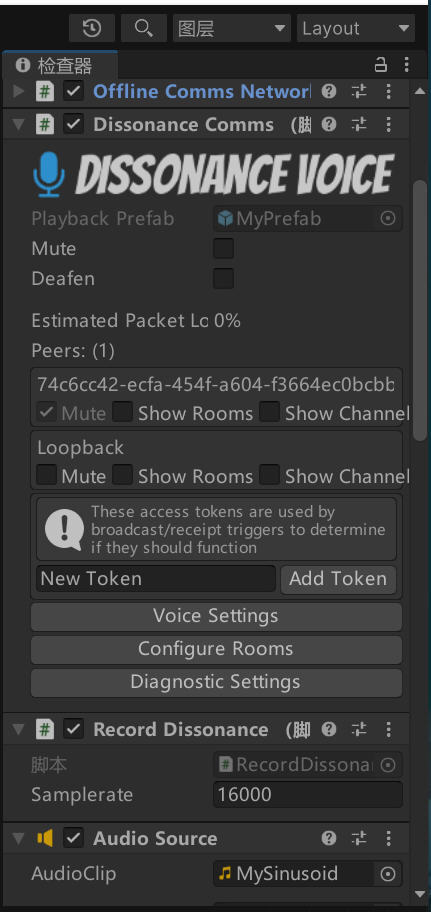 图层 Layout
检查器
Offline Comms Networ
Dissonance Comms (脚
DISSONANCE VOICE
Playback Prefab MyPrefab
Mute
Deafen
Estimated Packet Lo 0%
Peers: (1)
74c6cc42-ecfa-454f-a604-f3664ec0bcbb
Mute Show Rooms Show Channel
Loopback
Mute Show Rooms Show Channel
These access tokens are used by
broadcast/receipt triggers to determine
if they should function
New Token Add Token
Voice Settings
Configure Rooms
Diagnostic Settings
Record Dissonance (脚
脚本 RecordDissona
Samplerate 16000
Audio Source
AudioClip MySinusoid